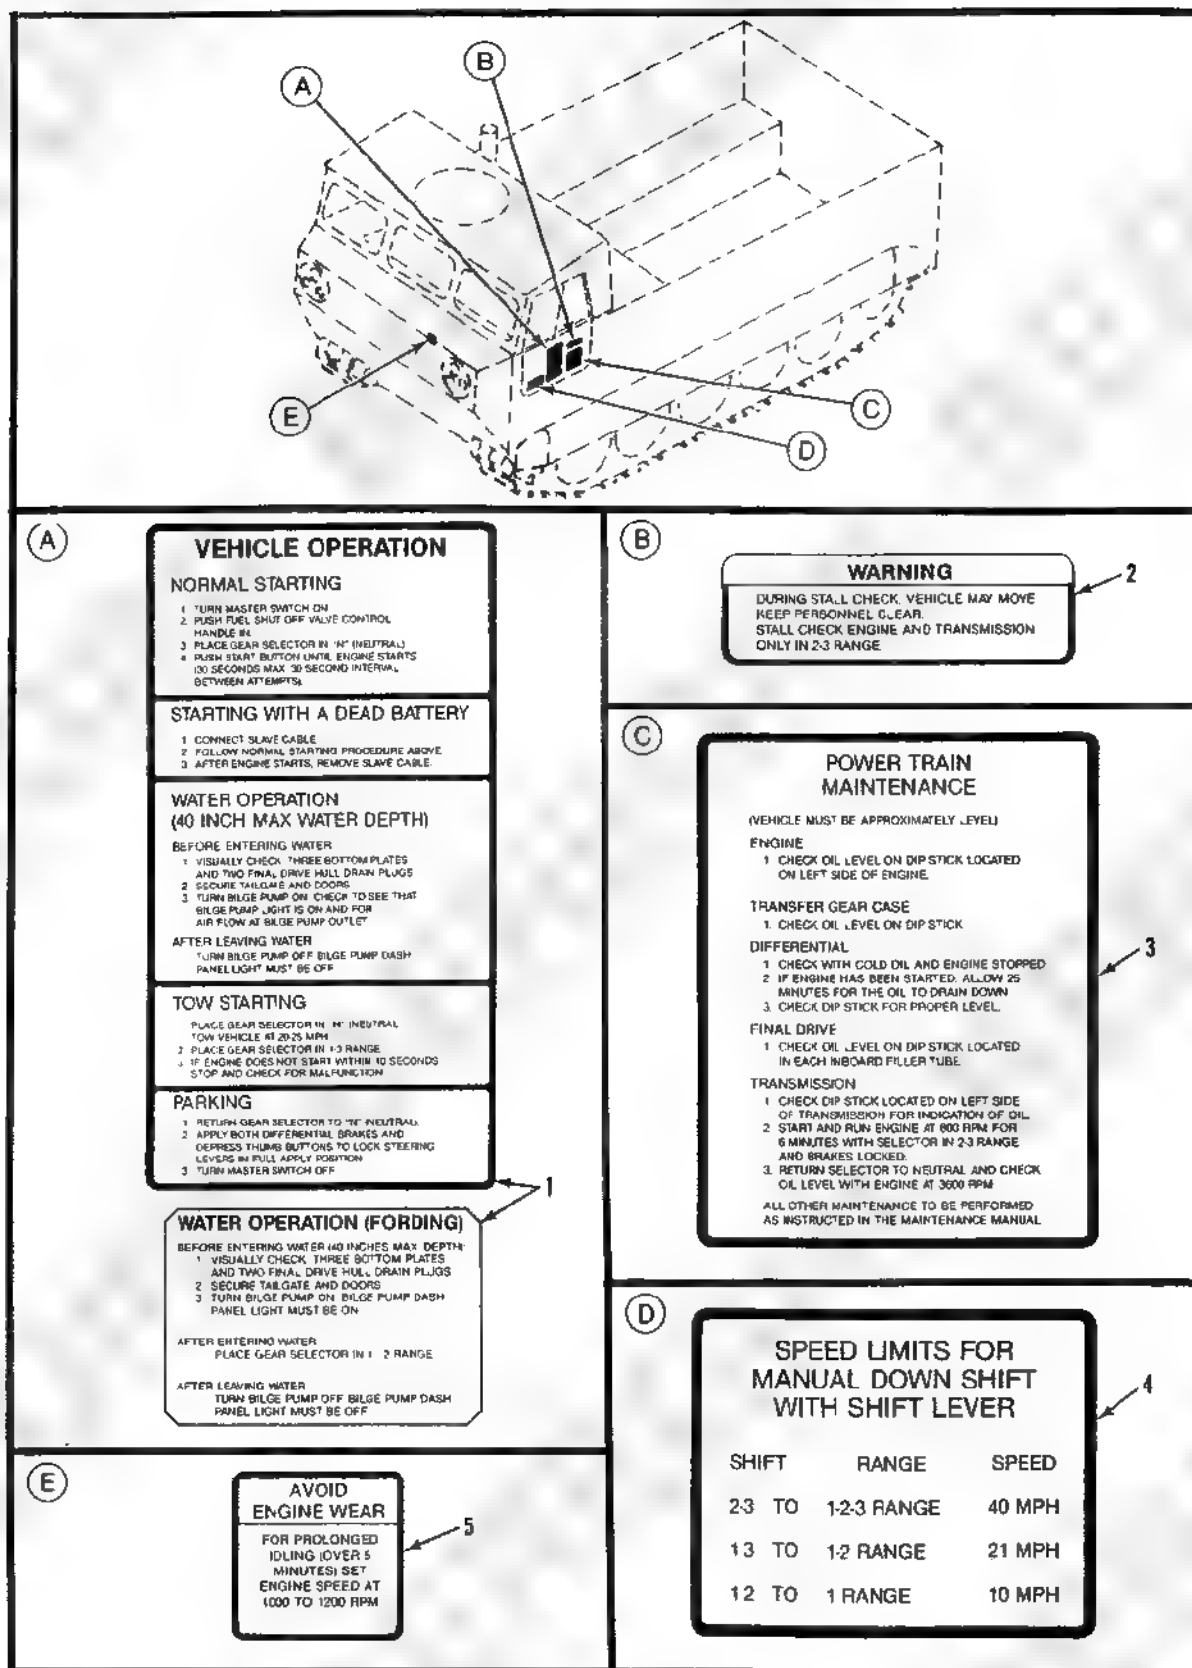 A
B
E
C
D
A
VEHICLE OPERATION
NORMAL STARTING
1 TURN MASTER SWITCH ON
2 PUSH FUEL SHUT OFF VALVE CONTROL
HANDLE IN.
3 PLACE GEAR SELECTOR IN "N" (NEUTRAL)
4 PUSH START BUTTON UNTIL ENGINE STARTS
(30 SECONDS MAX 30 SECOND INTERVAL
BETWEEN ATTEMPTS).
STARTING WITH A DEAD BATTERY
1 CONNECT SLAVE CABLE
2 FOLLOW NORMAL STARTING PROCEDURE ABOVE
3 AFTER ENGINE STARTS, REMOVE SLAVE CABLE.
WATER OPERATION
(40 INCH MAX WATER DEPTH)
BEFORE ENTERING WATER
1 VISUALLY CHECK THREE BOTTOM PLATES
AND TWO FINAL DRIVE HULL DRAIN PLUGS
2 SECURE TAILGATE AND DOORS
3 TURN BILGE PUMP ON CHECK TO SEE THAT
BILGE PUMP LIGHT IS ON AND FOR
AIR FLOW AT BILGE PUMP OUTLET
AFTER LEAVING WATER
TURN BILGE PUMP OFF BILGE PUMP DASH
PANEL LIGHT MUST BE OFF
TOW STARTING
PLACE GEAR SELECTOR IN "N" (NEUTRAL
TOW VEHICLE AT 20-25 MPH
2 PLACE GEAR SELECTOR IN 1-3 RANGE
3 IF ENGINE DOES NOT START WITHIN 10 SECONDS
STOP AND CHECK FOR MALFUNCTION
PARKING
1 RETURN GEAR SELECTOR TO "N" (NEUTRAL)
2 APPLY BOTH DIFFERENTIAL BRAKES AND
DEPRESS THUMB BUTTONS TO LOCK STEERING
LEVERS IN FULL APPLY POSITION
3 TURN MASTER SWITCH OFF
1
WATER OPERATION (FORDING)
BEFORE ENTERING WATER (40 INCHES MAX DEPTH)
1 VISUALLY CHECK THREE BOTTOM PLATES
AND TWO FINAL DRIVE HULL DRAIN PLUGS
2 SECURE TAILGATE AND DOORS
3 TURN BILGE PUMP ON BILGE PUMP DASH
PANEL LIGHT MUST BE ON
AFTER ENTERING WATER
PLACE GEAR SELECTOR IN 1 2 RANGE
AFTER LEAVING WATER
TURN BILGE PUMP OFF BILGE PUMP DASH
PANEL LIGHT MUST BE OFF
B
WARNING
DURING STALL CHECK, VEHICLE MAY MOVE
KEEP PERSONNEL CLEAR.
STALL CHECK ENGINE AND TRANSMISSION
ONLY IN 2-3 RANGE
2
C
POWER TRAIN
MAINTENANCE
(VEHICLE MUST BE APPROXIMATELY LEVEL)
ENGINE
1 CHECK OIL LEVEL ON DIP STICK LOCATED
ON LEFT SIDE OF ENGINE.
TRANSFER GEAR CASE
1. CHECK OIL LEVEL ON DIP STICK
DIFFERENTIAL
1 CHECK WITH COLD OIL AND ENGINE STOPPED
2 IF ENGINE HAS BEEN STARTED, ALLOW 25
MINUTES FOR THE OIL TO DRAIN DOWN
3. CHECK DIP STICK FOR PROPER LEVEL.
FINAL DRIVE
1 CHECK OIL LEVEL ON DIP STICK LOCATED
IN EACH INBOARD FILLER TUBE.
TRANSMISSION
1 CHECK DIP STICK LOCATED ON LEFT SIDE
OF TRANSMISSION FOR INDICATION OF OIL.
2 START AND RUN ENGINE AT 800 RPM FOR
6 MINUTES WITH SELECTOR IN 2-3 RANGE
AND BRAKES LOCKED.
3. RETURN SELECTOR TO NEUTRAL AND CHECK
OIL LEVEL WITH ENGINE AT 3600 RPM
ALL OTHER MAINTENANCE TO BE PERFORMED
AS INSTRUCTED IN THE MAINTENANCE MANUAL
3
D
SPEED LIMITS FOR
MANUAL DOWN SHIFT
WITH SHIFT LEVER
SHIFT RANGE SPEED
2-3 TO 1-2-3 RANGE 40 MPH
1 3 TO 1-2 RANGE 21 MPH
1 2 TO 1 RANGE 10 MPH
4
E
AVOID
ENGINE WEAR
FOR PROLONGED
IDLING (OVER 5
MINUTES) SET
ENGINE SPEED AT
1000 TO 1200 RPM
5